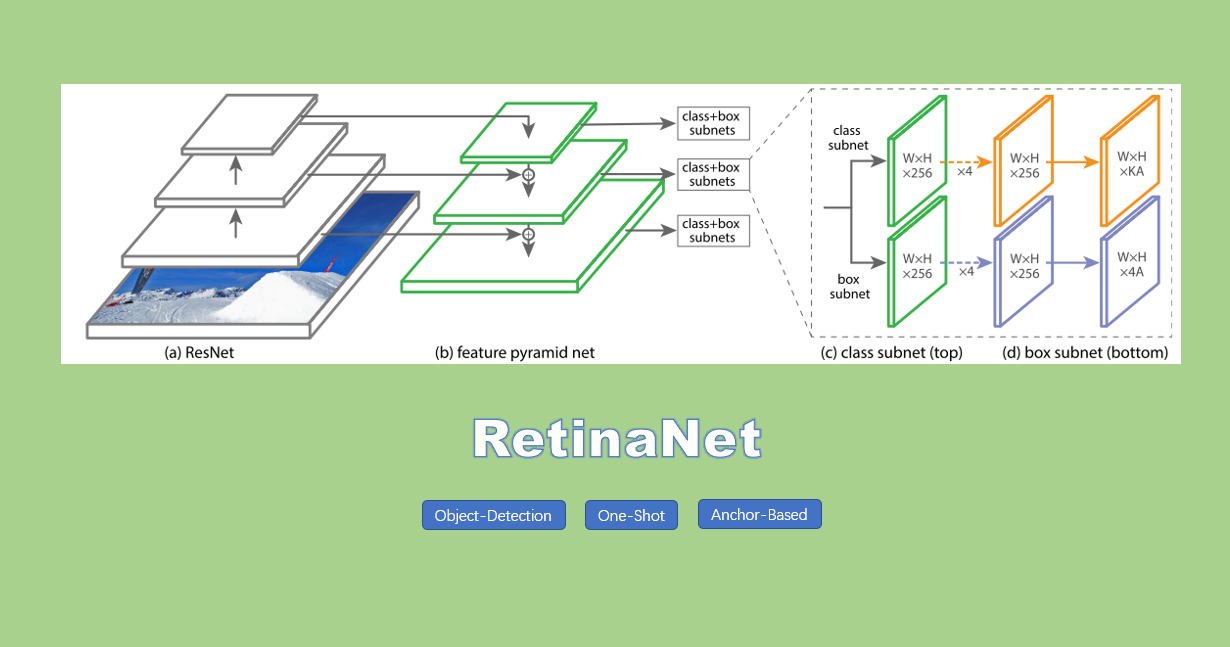 class+box
subnets
class+box
subnets
class+box
subnets
class
subnet
W×H
×256
×4
W×H
×256
W×H
×KA
box
subnet
W×H
×256
×4
W×H
×256
W×H
×4A
(a) ResNet
(b) feature pyramid net
(c) class subnet (top)
(d) box subnet (bottom)
RetinaNet
Object-Detection
One-Shot
Anchor-Based